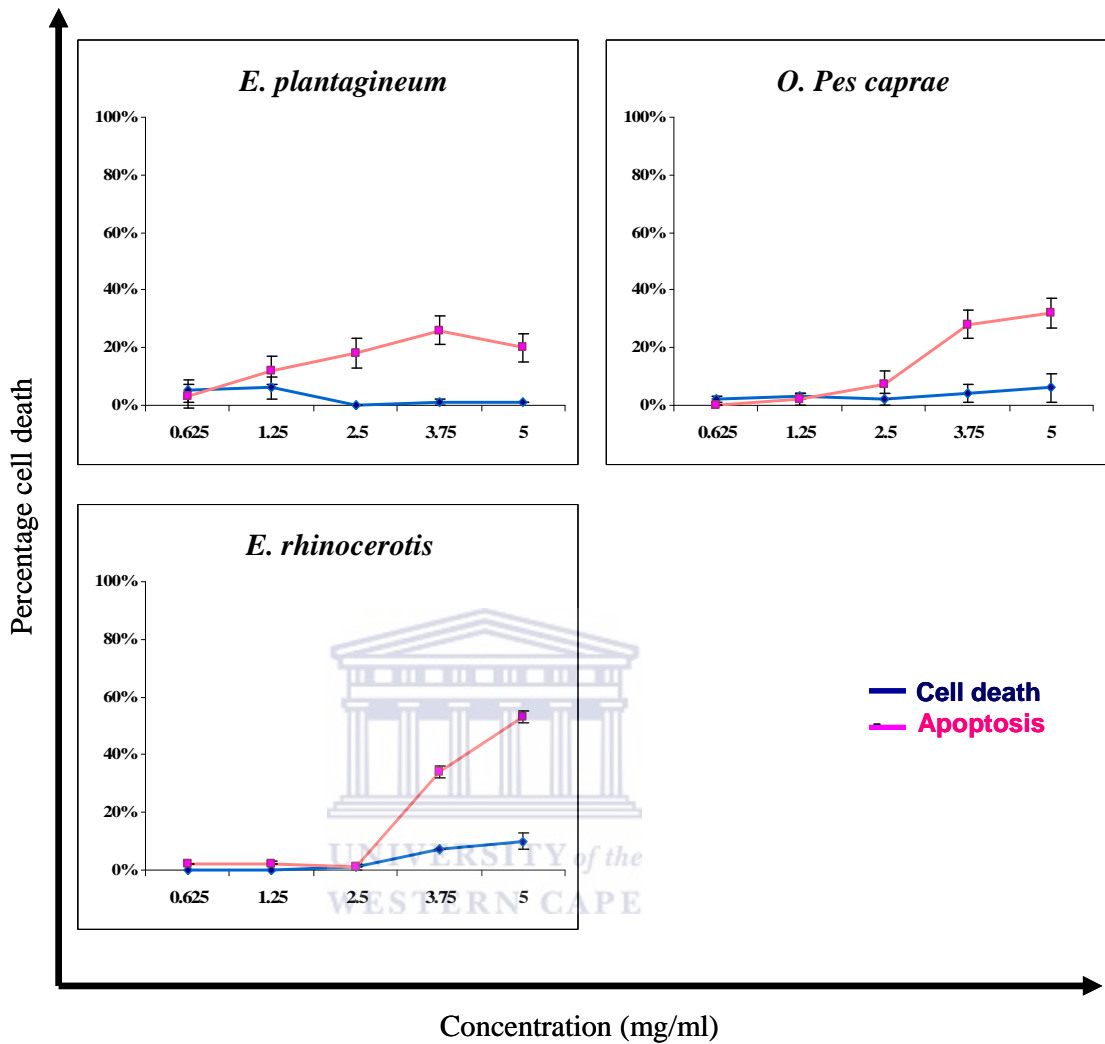 E. plantagineum
100%
80%
60%
40%
20%
0%
0.625 1.25 2.5 3.75 5
O. Pes caprae
100%
80%
60%
40%
20%
0%
0.625 1.25 2.5 3.75 5
E. rhinocerotis
100%
80%
60%
40%
20%
0%
0.625 1.25 2.5 3.75 5
UNIVERSITY of the
WESTERN CAPE
Cell death
Apoptosis
Percentage cell death
Concentration (mg/ml)